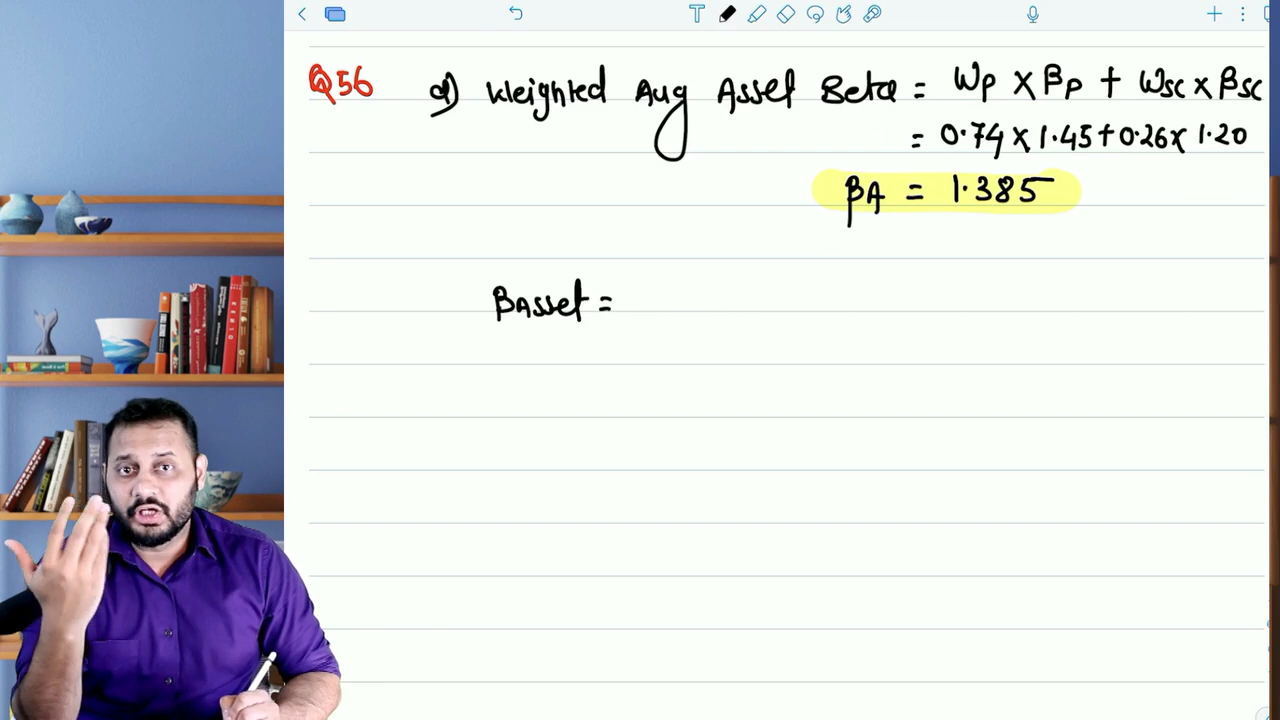 Q56 a) Weighted Avg Asset Beta = Wp × βp + Wsc × βsc
= 0.74 × 1.45 + 0.26 × 1.20
βA = 1.385
βAsset =